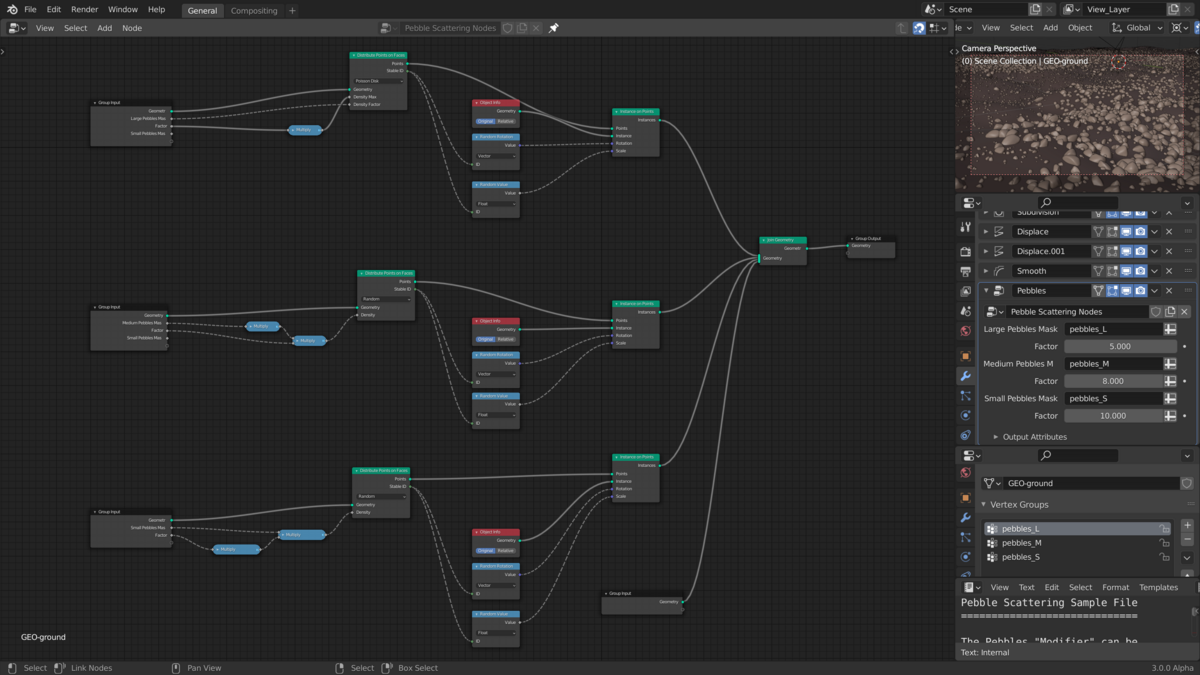 File Edit Render Window Help General Compositing + Scene View_Layer
View Select Add Node Pebble Scattering Nodes View Select Add Object Global
Camera Perspective
(0) Scene Collection | GEO-ground
Distribute Points on Faces
Points
Stable ID
Poisson Disk
Geometry
Density Max
Density Factor
Group Input
Geometr
Large Pebbles Mas
Factor
Small Pebbles Mas
Multiply
Object Info
Geometry
Original Relative
Random Rotation
Value
Vector
ID
Random Value
Value
Float
ID
Instance on Points
Instances
Points
Instance
Rotation
Scale
Join Geometry
Geometr
Geometry
Group Output
Geometry
Distribute Points on Faces
Points
Stable ID
Random
Geometry
Density
Group Input
Geometry
Medium Pebbles Mas
Factor
Small Pebbles Mas
Multiply
Multiply
Object Info
Geometry
Original Relative
Random Rotation
Value
Vector
ID
Random Value
Value
Float
ID
Instance on Points
Instances
Points
Instance
Rotation
Scale
Distribute Points on Faces
Points
Stable ID
Random
Geometry
Density
Group Input
Geometr
Small Pebbles Mas
Factor
Multiply
Multiply
Object Info
Geometry
Original Relative
Random Rotation
Value
Vector
ID
Random Value
Value
Float
ID
Instance on Points
Instances
Points
Instance
Rotation
Scale
Group Input
Geometry
GEO-ground
Subdivision
Displace
Displace.001
Smooth
Pebbles
Pebble Scattering Nodes
Large Pebbles Mask pebbles_L
Factor 5.000
Medium Pebbles M pebbles_M
Factor 8.000
Small Pebbles Mask pebbles_S
Factor 10.000
Output Attributes
GEO-ground
Vertex Groups
pebbles_L
pebbles_M
pebbles_S
View Text Edit Select Format Templates
Pebble Scattering Sample File
=============================
The Pebbles "Modifier" can be
Text: Internal
Select Link Nodes Pan View Select Box Select 3.0.0 Alpha